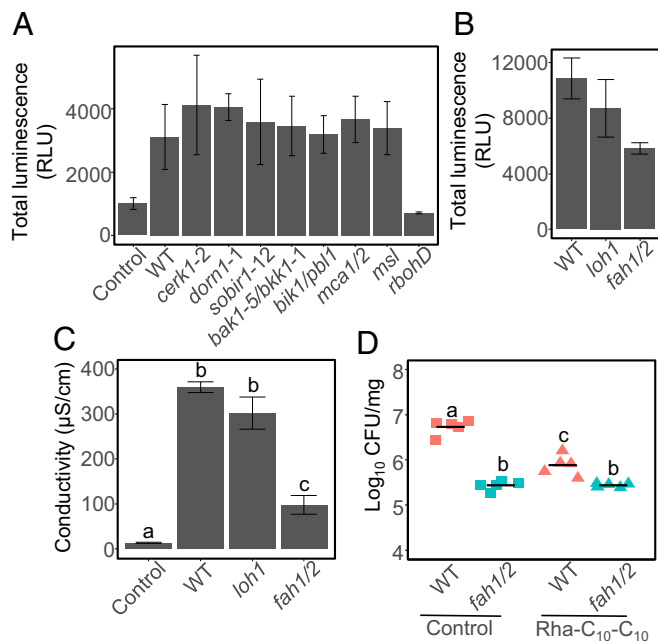 A
Total luminescence
(RLU)
4000
2000
0
Control
WT
cerk1-2
dorn1-1
sobir1-12
bak1-5/bkk1-1
bik1/pbl1
mca1/2
msl
rbohD
B
Total luminescence
(RLU)
12000
8000
4000
0
WT
loh1
fah1/2
C
Conductivity (µS/cm)
400
300
200
100
0
a
b
b
c
Control
WT
loh1
fah1/2
D
Log₁₀ CFU/mg
8
7
6
5
4
a
b
c
b
WT
fah1/2
WT
fah1/2
Control
Rha-C₁₀-C₁₀